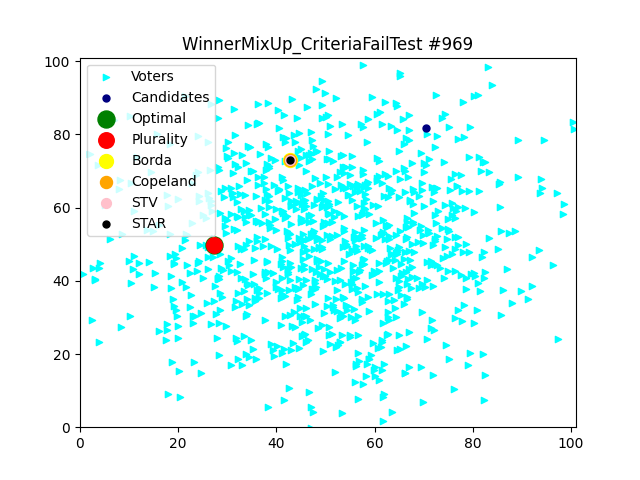 WinnerMixUp_CriteriaFailTest #969
100
80
60
40
20
0
0
20
40
60
80
100
Voters
Candidates
Optimal
Plurality
Borda
Copeland
STV
STAR